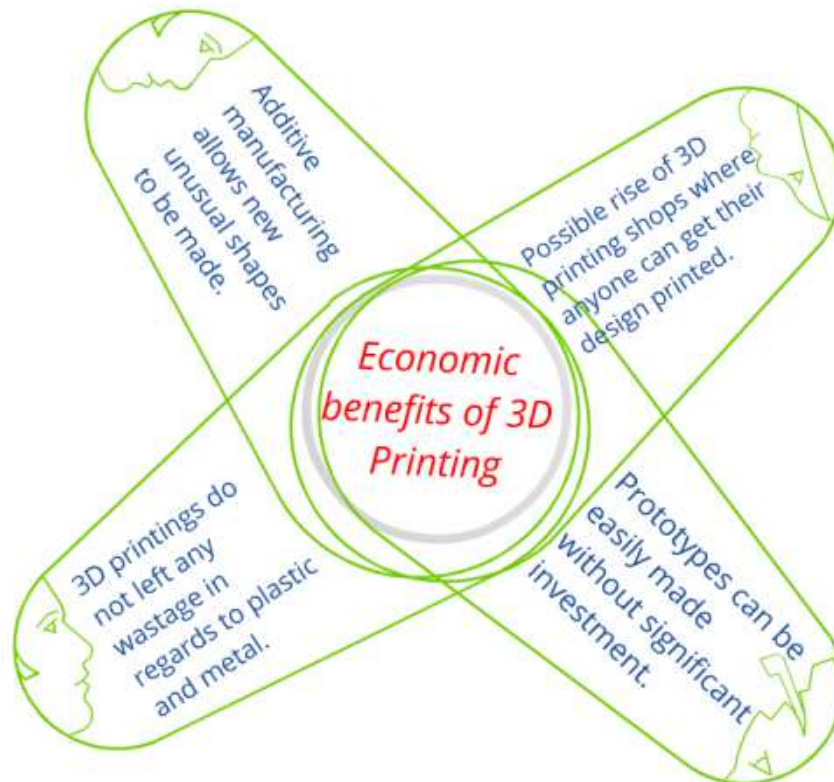 Additive
manufacturing
allows new
unusual shapes
to be made.
Possible rise of 3D
printing shops where
anyone can get their
design printed.
Economic
benefits of 3D
Printing
3D printings do
not left any
wastage in
regards to plastic
and metal.
Prototypes can be
easily made
without significant
investment.